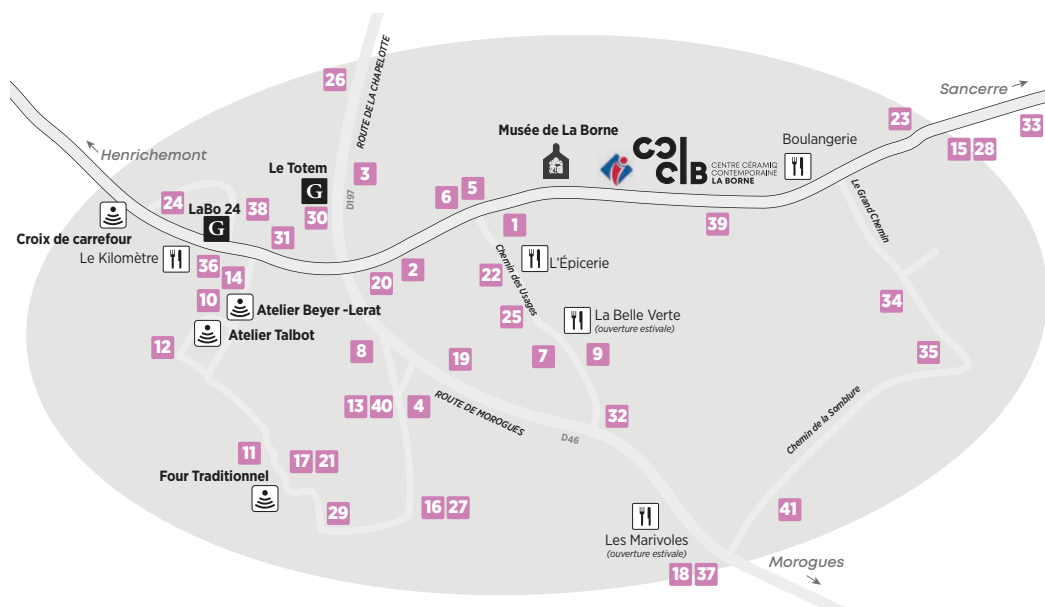 Sancerre
26
ROUTE DE LA CHAPELOTTE
23
33
Musée de La Borne
CCCLB
CENTRE CÉRAMIQ
CONTEMPORAINE
LA BORNE
Boulangerie
15 28
Henrichemont
Le Totem
G
3
D197
24
LaBo 24
G
38
30
6
5
1
39
Le Grand Chemin
Croix de carrefour
31
Le Kilomètre
36
14
20
2
22
Chemin des Usages
L'Épicerie
10
Atelier Beyer -Lerat
34
25
La Belle Verte
(ouverture estivale)
Atelier Talbot
12
8
19
7
9
35
13 40
4
ROUTE DE MOROGUES
32
D46
Chemin de la Somblure
11
17 21
Four Traditionnel
29
16 27
41
Les Marivoles
(ouverture estivale)
18 37
Morogues